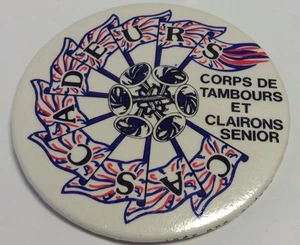 CASCADEURS
CORPS DE
TAMBOURS
ET
CLAIRONS
SENIOR